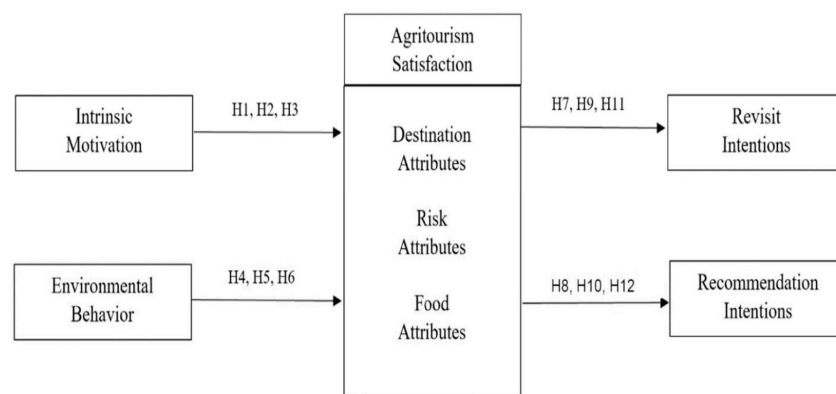 Agritourism
Satisfaction
Intrinsic
Motivation
H1, H2, H3
H7, H9, H11
Revisit
Intentions
Destination
Attributes
Risk
Attributes
Environmental
Behavior
H4, H5, H6
Food
Attributes
H8, H10, H12
Recommendation
Intentions